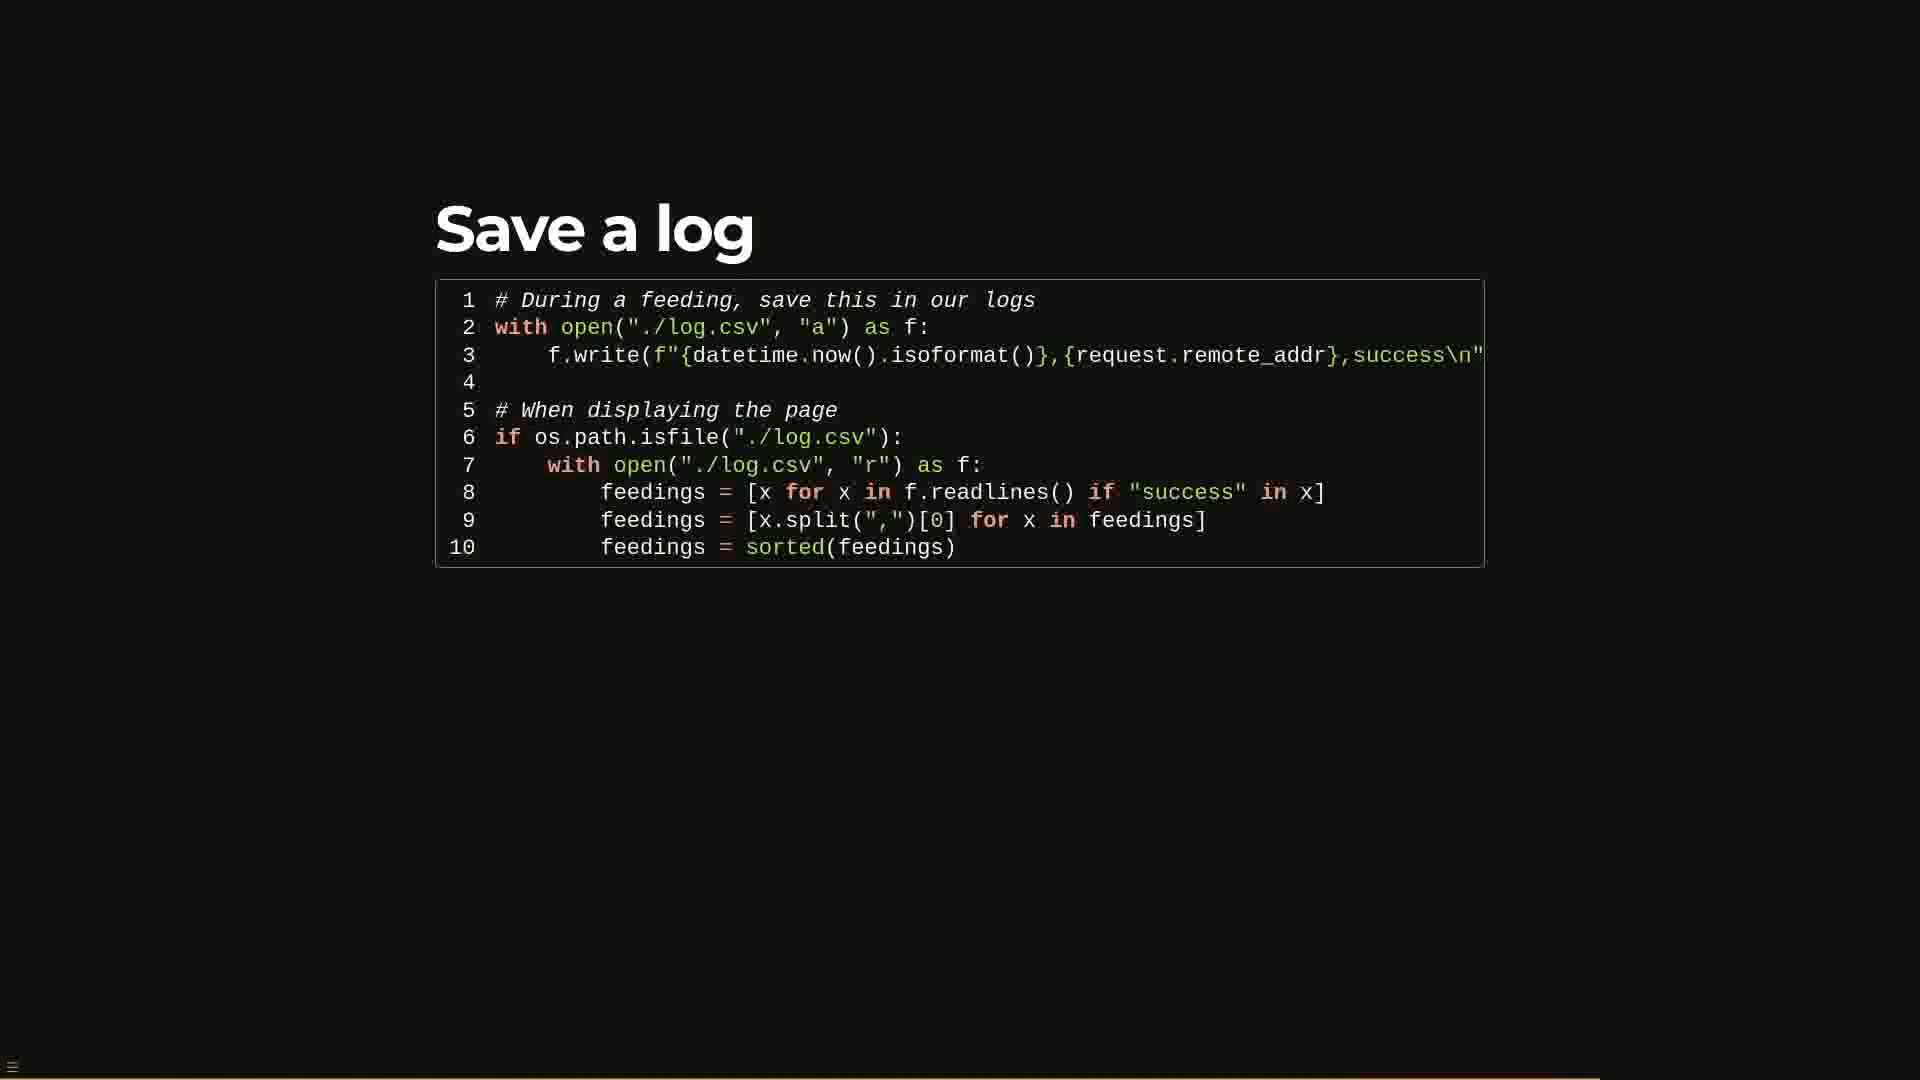 Save a log
1 # During a feeding, save this in our logs
2 with open("./log.csv", "a") as f:
3     f.write(f"{datetime.now().isoformat()},{request.remote_addr},success\n"
4
5 # When displaying the page
6 if os.path.isfile("./log.csv"):
7     with open("./log.csv", "r") as f:
8         feedings = [x for x in f.readlines() if "success" in x]
9         feedings = [x.split(",")[0] for x in feedings]
10         feedings = sorted(feedings)